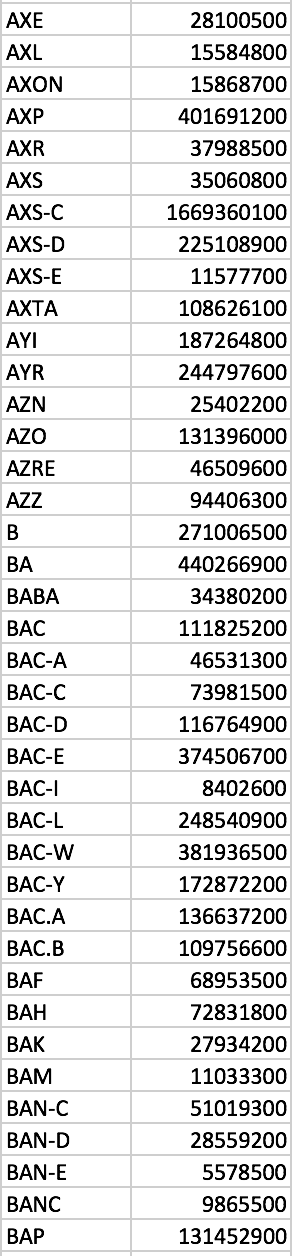 AXE 28100500
AXL 15584800
AXON 15868700
AXP 401691200
AXR 37988500
AXS 35060800
AXS-C 1669360100
AXS-D 225108900
AXS-E 11577700
AXTA 108626100
AYI 187264800
AYR 244797600
AZN 25402200
AZO 131396000
AZRE 46509600
AZZ 94406300
B 271006500
BA 440266900
BABA 34380200
BAC 111825200
BAC-A 46531300
BAC-C 73981500
BAC-D 116764900
BAC-E 374506700
BAC-I 8402600
BAC-L 248540900
BAC-W 381936500
BAC-Y 172872200
BAC.A 136637200
BAC.B 109756600
BAF 68953500
BAH 72831800
BAK 27934200
BAM 11033300
BAN-C 51019300
BAN-D 28559200
BAN-E 5578500
BANC 9865500
BAP 131452900